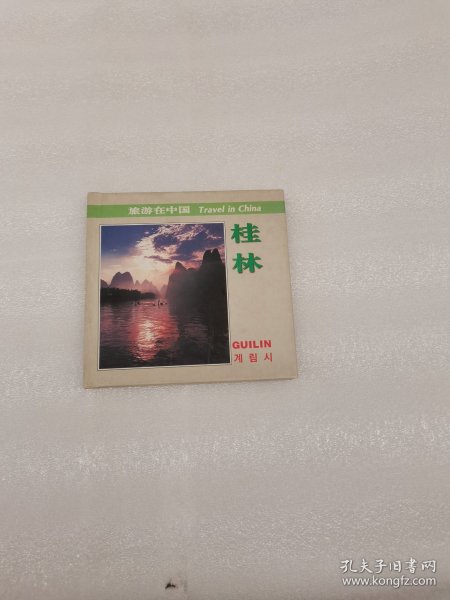 旅游在中国 Travel in China
桂林
GUILIN
계림시
孔夫子旧书网
www.kongfz.com